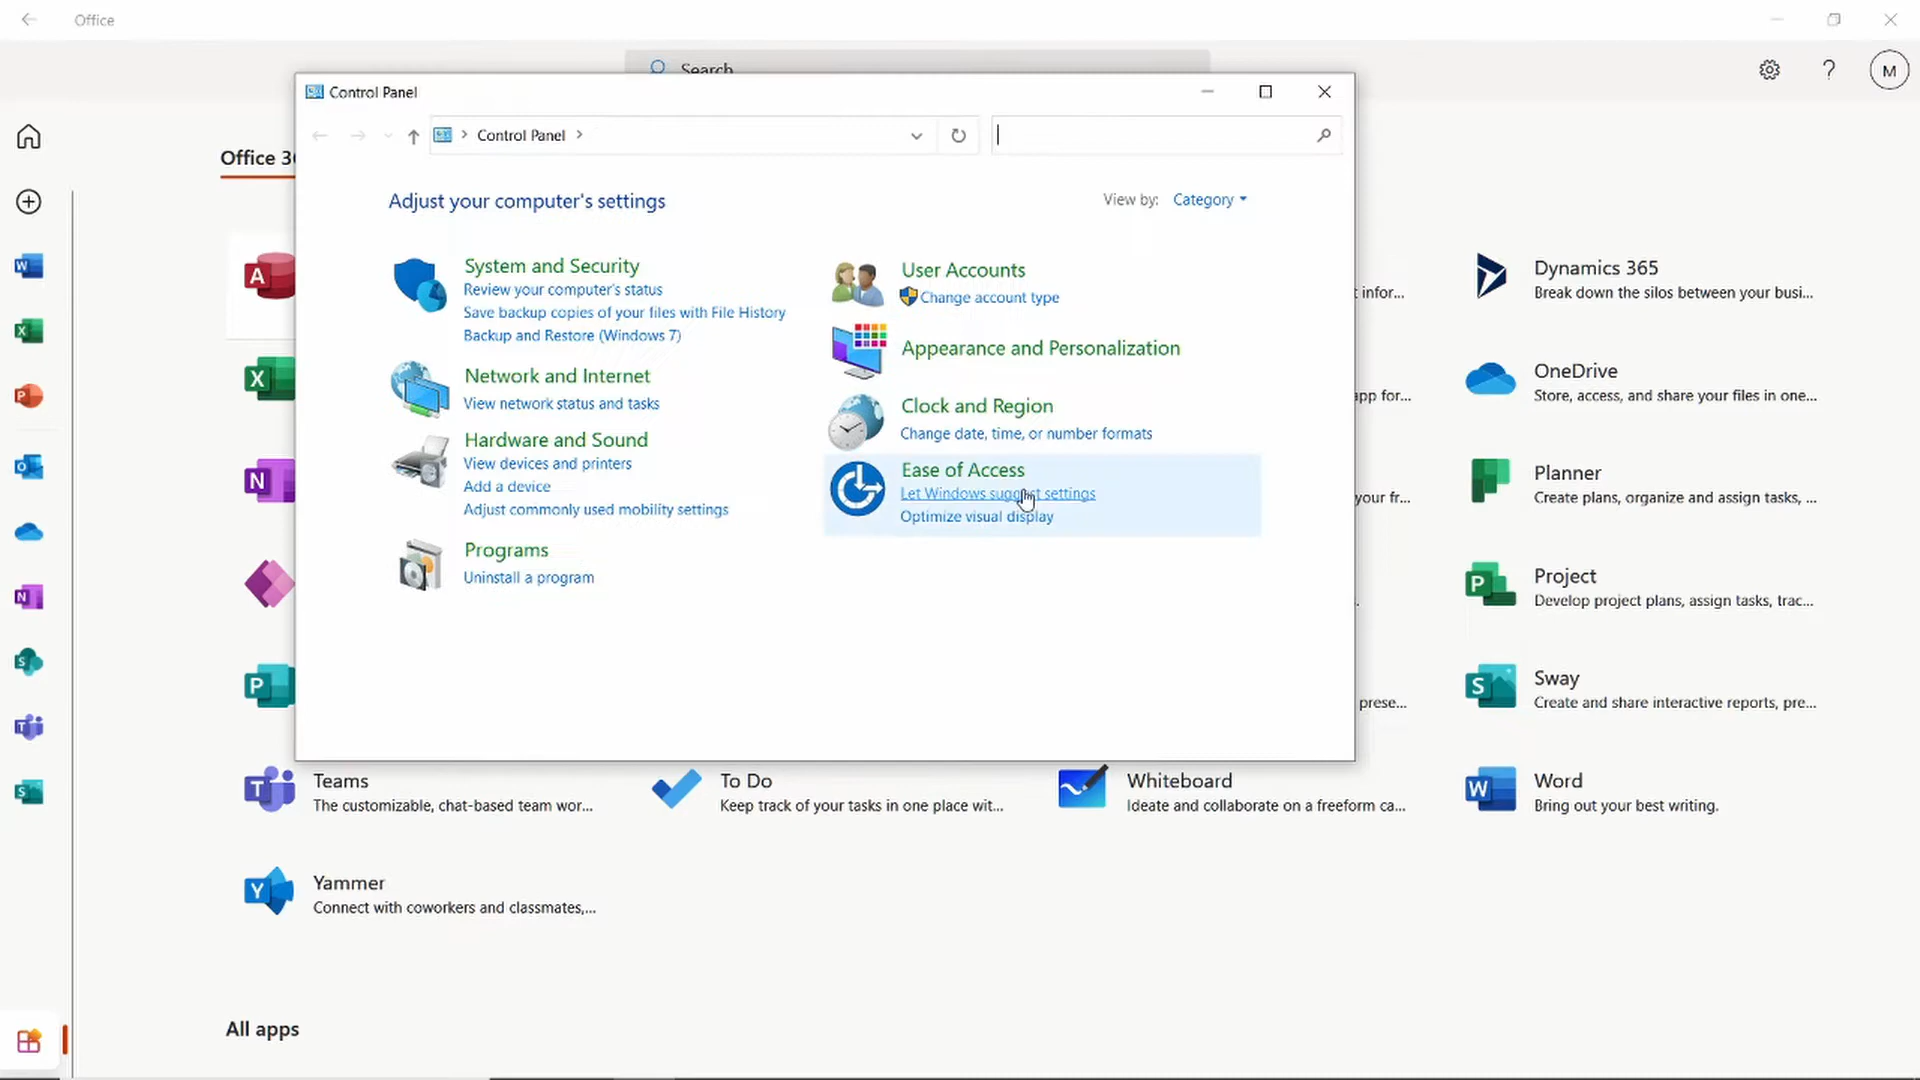 Office
Search
M
Control Panel
Control Panel
Office 3
Adjust your computer's settings
View by: Category
System and Security
Review your computer's status
Save backup copies of your files with File History
Backup and Restore (Windows 7)
Network and Internet
View network status and tasks
Hardware and Sound
View devices and printers
Add a device
Adjust commonly used mobility settings
Programs
Uninstall a program
User Accounts
Change account type
Appearance and Personalization
Clock and Region
Change date, time, or number formats
Ease of Access
Let Windows suggest settings
Optimize visual display
infor...
app for...
your fr...
prese...
Dynamics 365
Break down the silos between your busi...
OneDrive
Store, access, and share your files in one...
Planner
Create plans, organize and assign tasks, ...
Project
Develop project plans, assign tasks, trac...
Sway
Create and share interactive reports, pre...
Teams
The customizable, chat-based team wor...
To Do
Keep track of your tasks in one place wit...
Whiteboard
Ideate and collaborate on a freeform ca...
Word
Bring out your best writing.
Yammer
Connect with coworkers and classmates,...
All apps